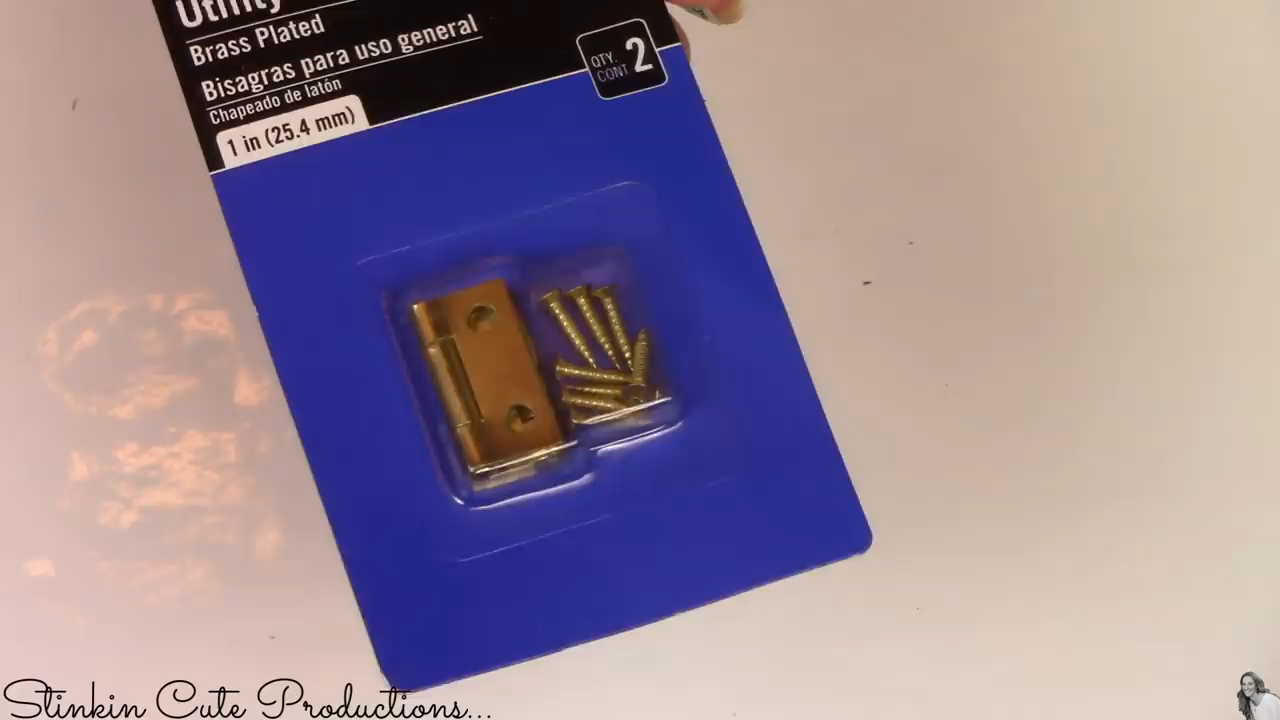 Utility
Brass Plated
Bisagras para uso general
Chapeado de latón
1 in (25.4 mm)
QTY. 2
CONT
Stinkin Cute Productions...